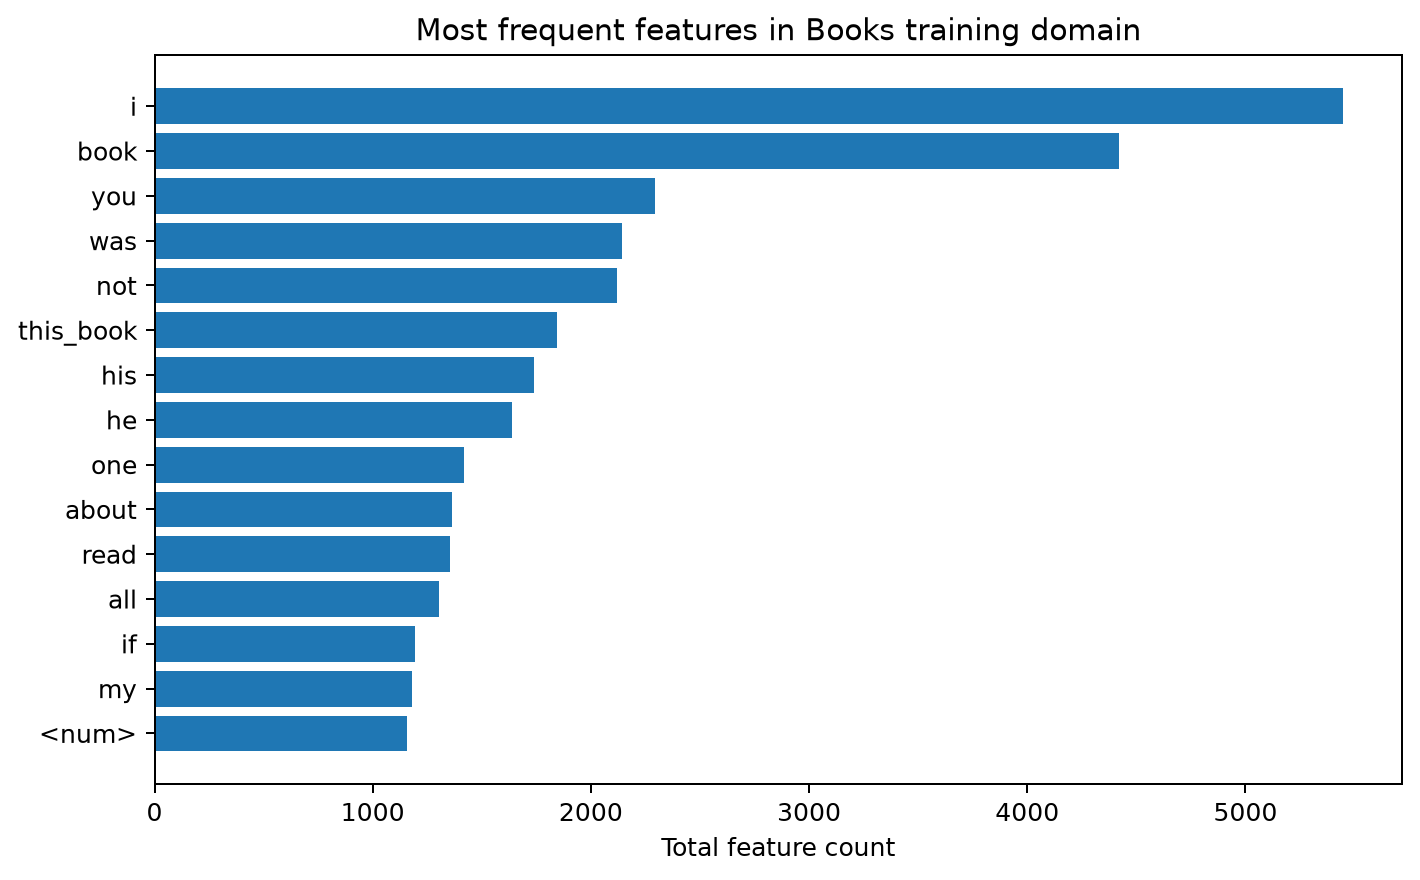 Most frequent features in Books training domain
i
book
you
was
not
this_book
his
he
one
about
read
all
if
my
<num>
0 1000 2000 3000 4000 5000
Total feature count